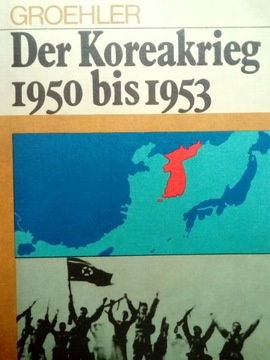 GROEHLER
Der Koreakrieg
1950 bis 1953